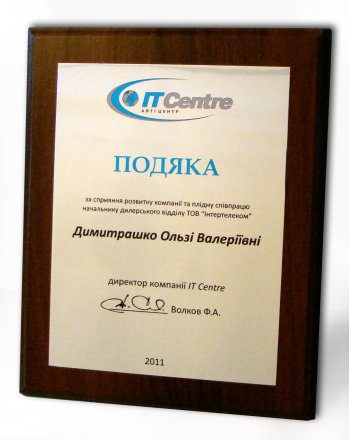 IT Centre
АЙТІ ЦЕНТР
ПОДЯКА
за сприяння розвитку компанії та плідну співпрацю
начальнику дилерського відділу ТОВ "Інтертелеком"
Димитрашко Ользі Валеріївні
директор компанії IT Centre
Волков Ф.А.
2011